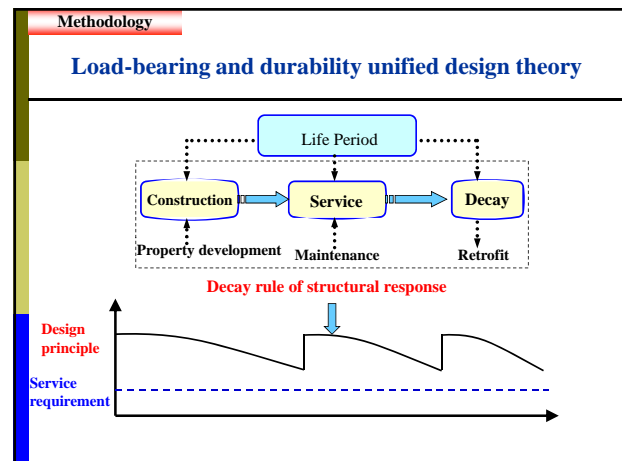 Methodology
Load-bearing and durability unified design theory
Life Period
Construction
Service
Decay
Property development
Maintenance
Retrofit
Decay rule of structural response
Design
principle
Service
requirement